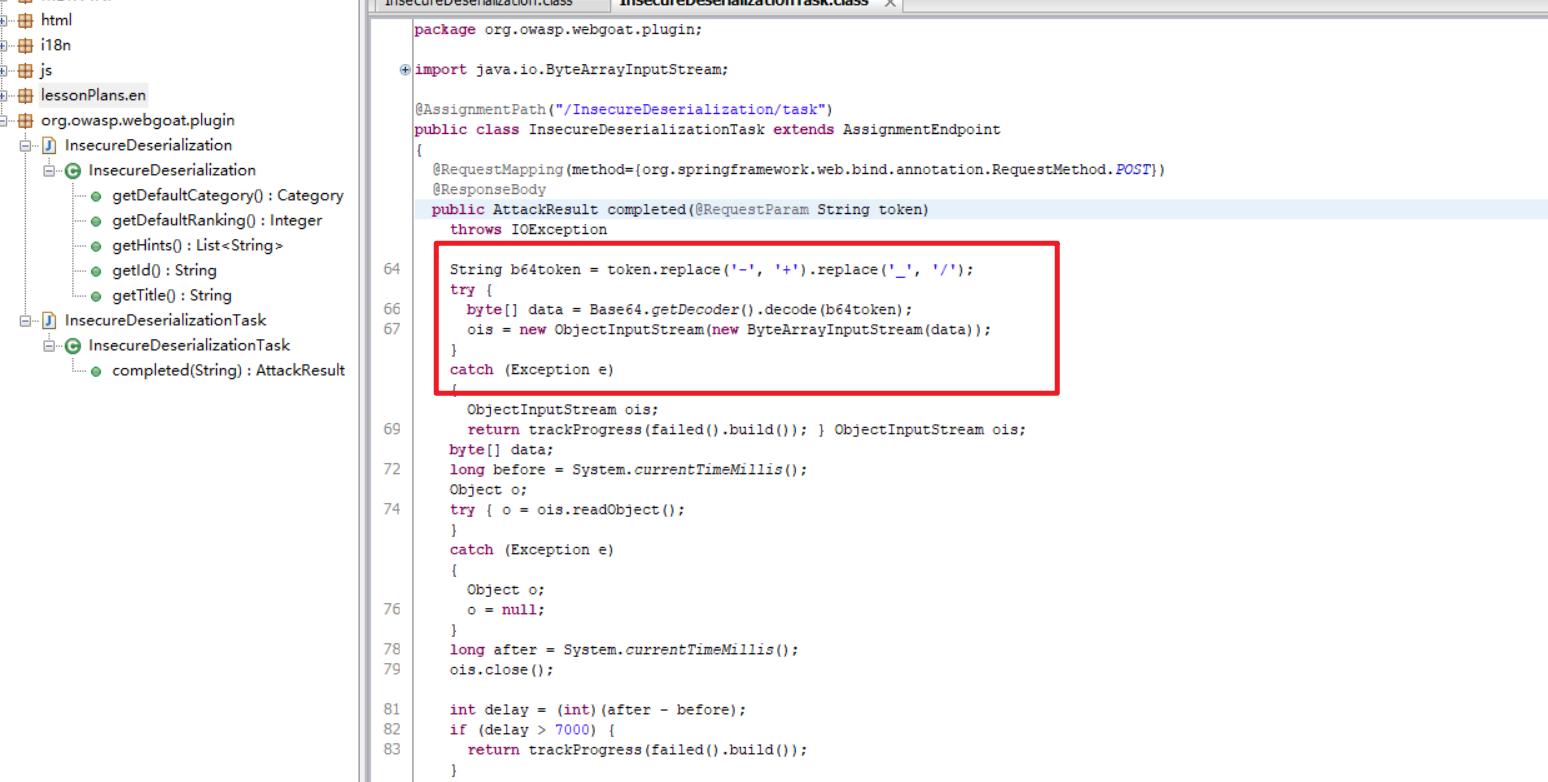 html
i18n
js
lessonPlans.en
org.owasp.webgoat.plugin
InsecureDeserialization
InsecureDeserialization
getDefaultCategory() : Category
getDefaultRanking() : Integer
getHints() : List<String>
getId() : String
getTitle() : String
InsecureDeserializationTask
InsecureDeserializationTask
completed(String) : AttackResult
InsecureDeserialization.class
InsecureDeserializationTask.class
package org.owasp.webgoat.plugin;
import java.io.ByteArrayInputStream;
@AssignmentPath("/InsecureDeserialization/task")
public class InsecureDeserializationTask extends AssignmentEndpoint
{
@RequestMapping(method={org.springframework.web.bind.annotation.RequestMethod.POST})
@ResponseBody
public AttackResult completed(@RequestParam String token)
throws IOException
64 String b64token = token.replace('-', '+').replace('_', '/');
try {
66 byte[] data = Base64.getDecoder().decode(b64token);
67 ois = new ObjectInputStream(new ByteArrayInputStream(data));
}
catch (Exception e)
{
ObjectInputStream ois;
69 return trackProgress(failed().build()); } ObjectInputStream ois;
byte[] data;
72 long before = System.currentTimeMillis();
Object o;
74 try { o = ois.readObject();
}
catch (Exception e)
{
Object o;
76 o = null;
}
78 long after = System.currentTimeMillis();
79 ois.close();
81 int delay = (int)(after - before);
82 if (delay > 7000) {
83 return trackProgress(failed().build());
}